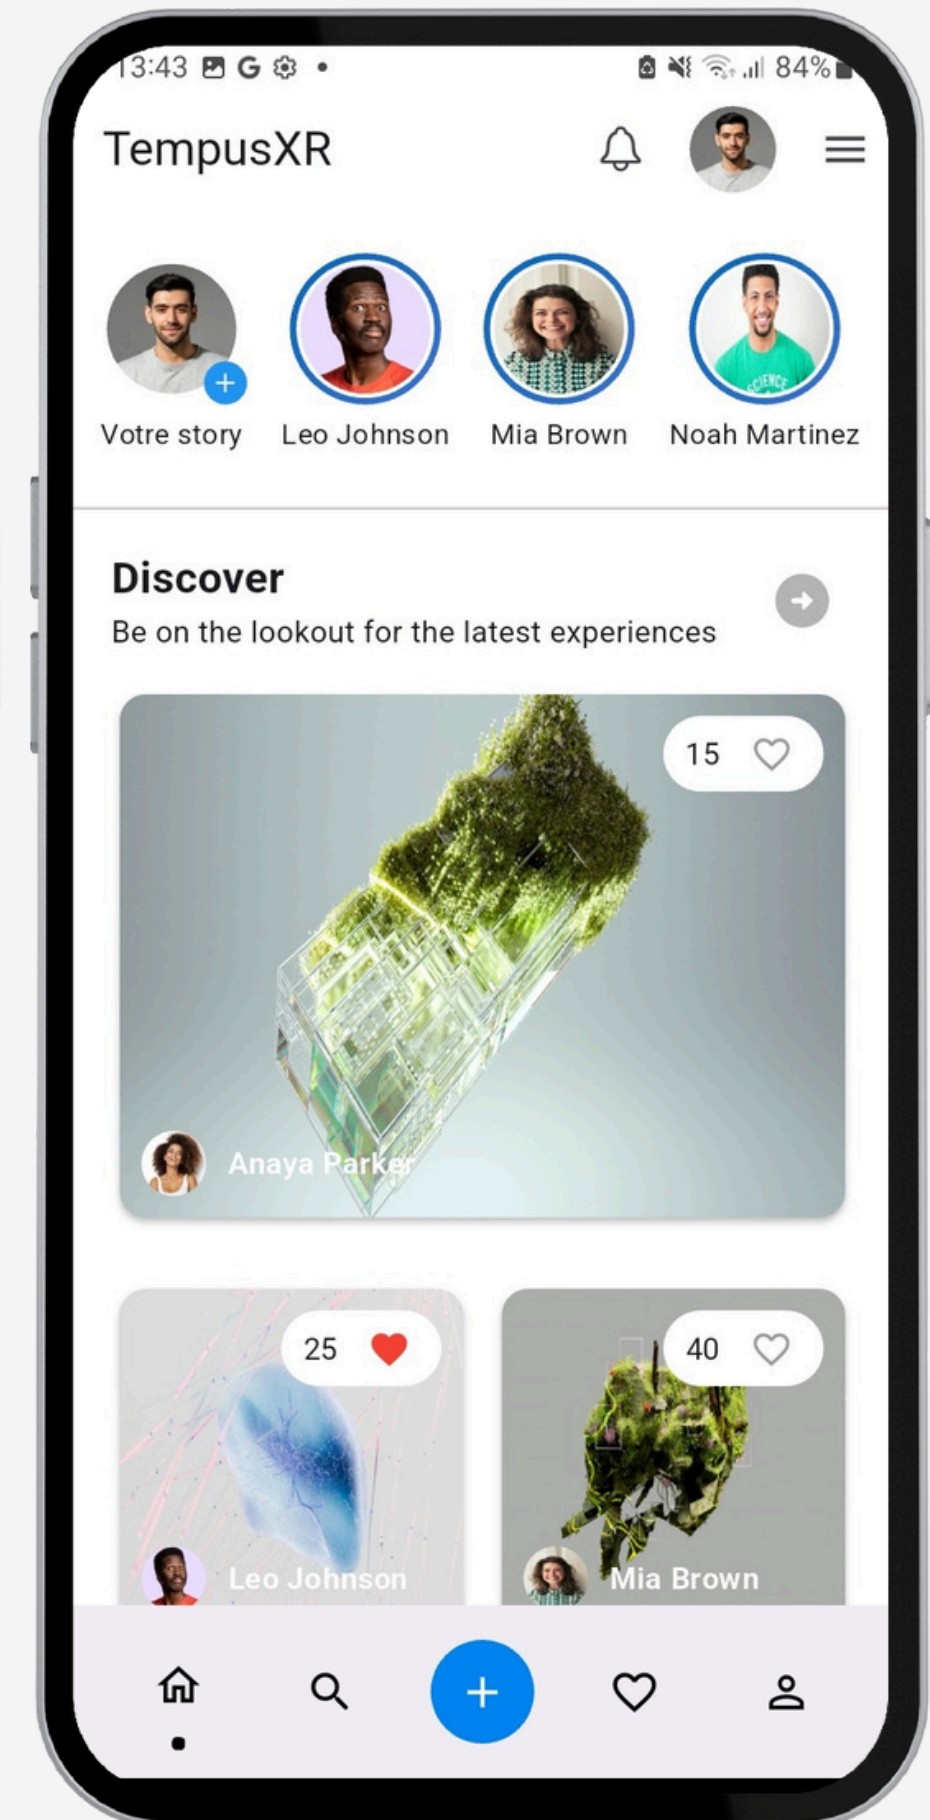 13:43 84%
TempusXR
Votre story Leo Johnson Mia Brown Noah Martinez
SCIENCE
Discover
Be on the lookout for the latest experiences
15
Anaya Parker
25 40
Leo Johnson Mia Brown